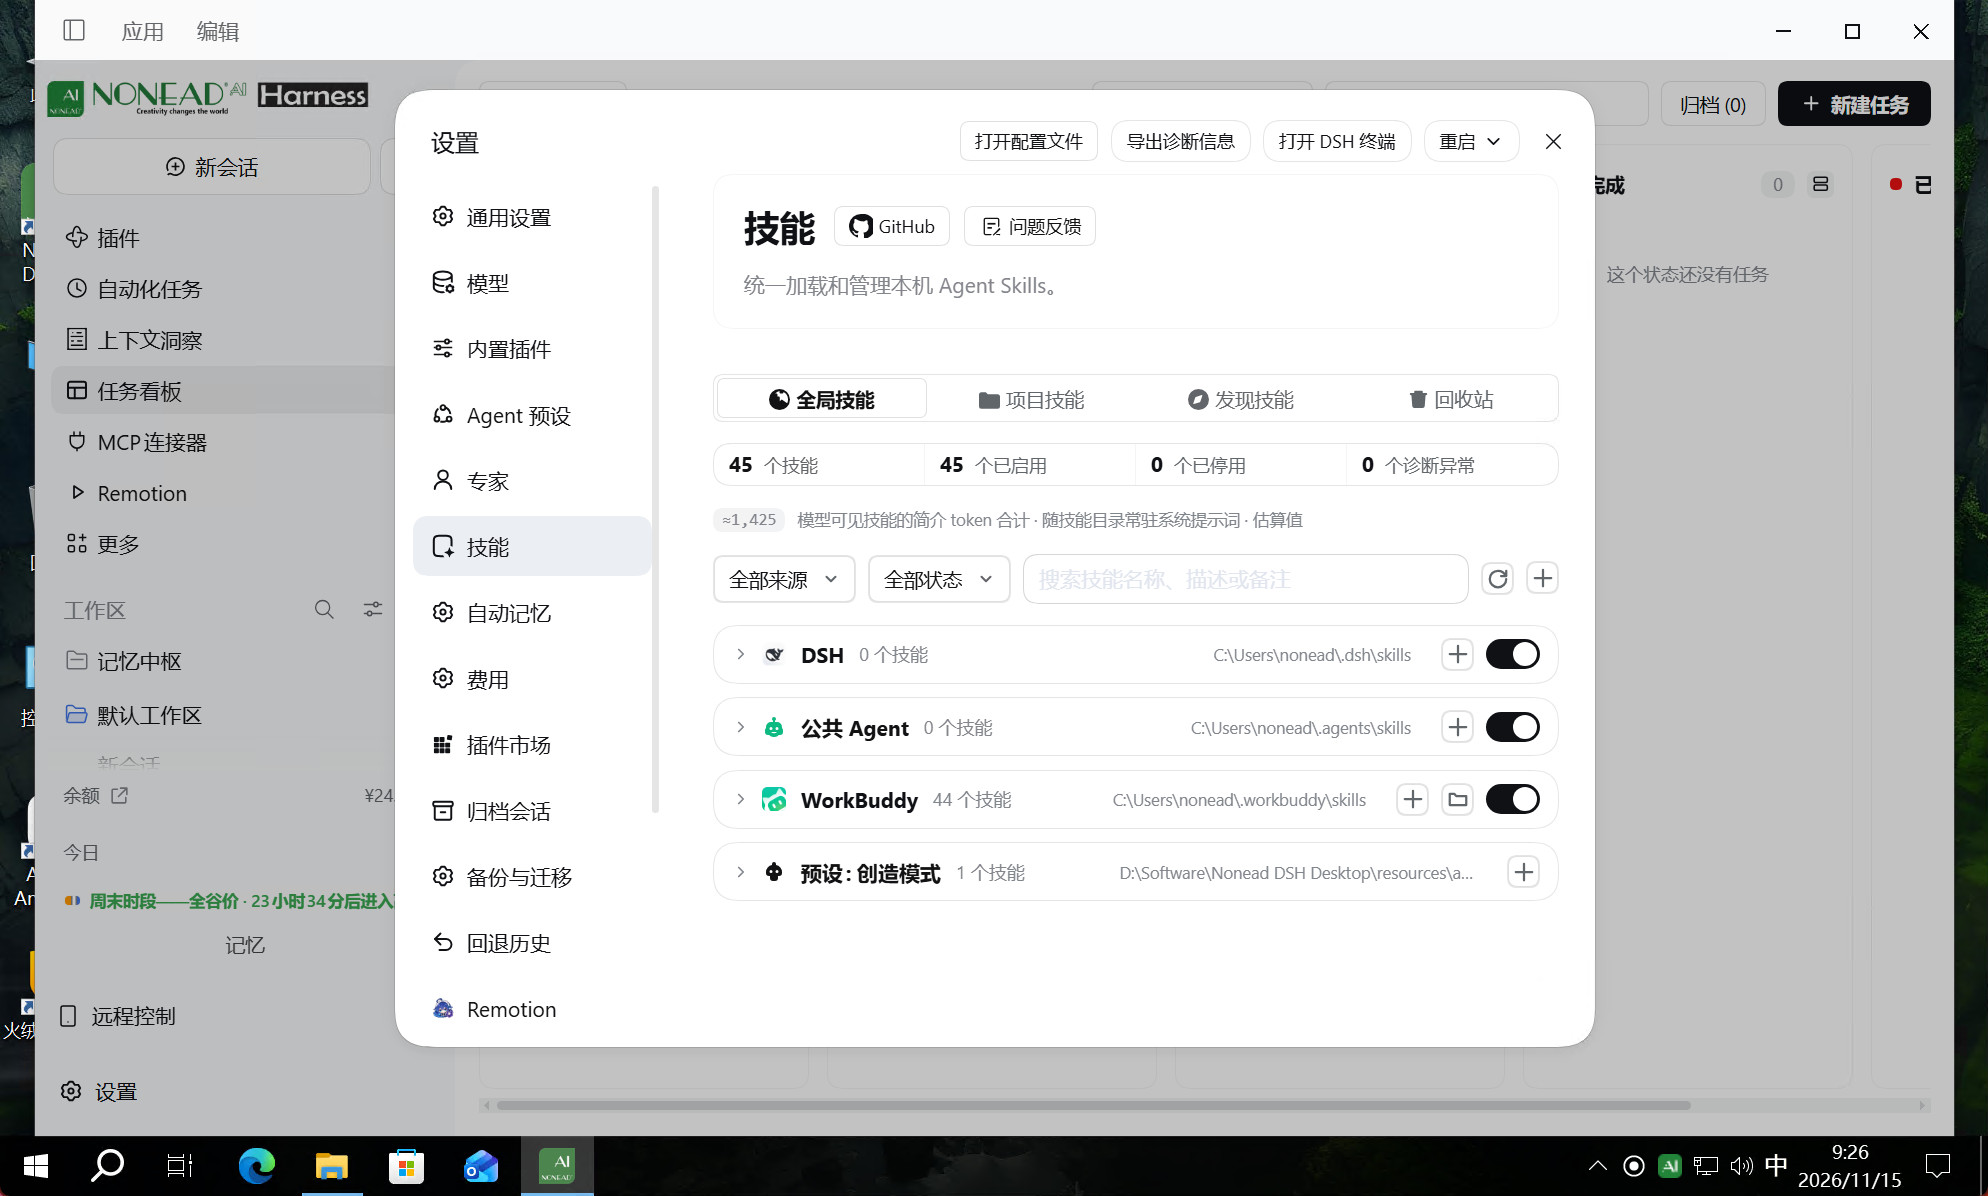 应用
编辑
AI
NONEAD
NONEAD AI
Creativity changes the world
Harness
归档 (0)
新建任务
新会话
插件
自动化任务
上下文洞察
任务看板
MCP连接器
Remotion
更多
工作区
记忆中枢
默认工作区
余额
¥24.
今日
周末时段——全谷价 · 23小时34分后进入
记忆
远程控制
设置
设置
打开配置文件
导出诊断信息
打开 DSH 终端
重启
通用设置
模型
内置插件
Agent 预设
专家
技能
自动记忆
费用
插件市场
归档会话
备份与迁移
回退历史
Remotion
技能
GitHub
问题反馈
统一加载和管理本机 Agent Skills。
全局技能
项目技能
发现技能
回收站
45 个技能
45 个已启用
0 个已停用
0 个诊断异常
≈1,425 模型可见技能的简介 token 合计 · 随技能目录常驻系统提示词 · 估算值
全部来源
全部状态
搜索技能名称、描述或备注
DSH 0 个技能 C:\Users\nonead\.dsh\skills
公共 Agent 0 个技能 C:\Users\nonead\.agents\skills
WorkBuddy 44 个技能 C:\Users\nonead\.workbuddy\skills
预设：创造模式 1 个技能 D:\Software\Nonead DSH Desktop\resources\a...
完成
0
这个状态还没有任务
N
D
控
A
An
火绒
AI
NONEAD
AI
中
9:26
2026/11/15